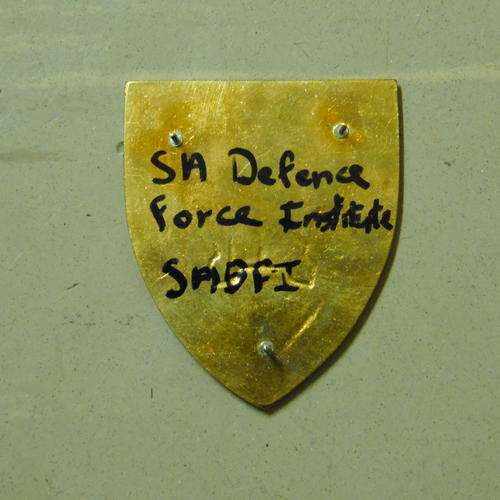 SA Defence
Force Institute
SADFI